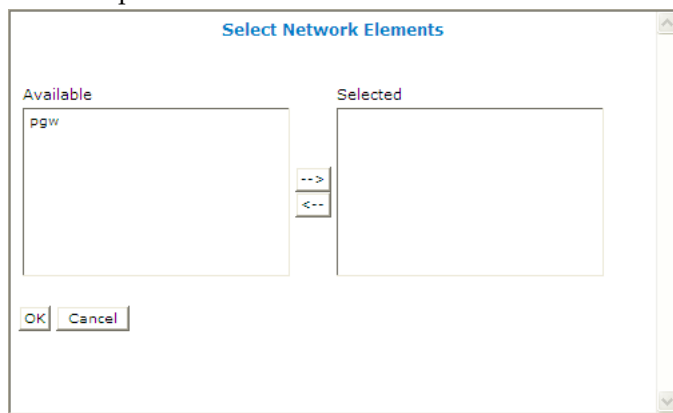 Select Network Elements
Available Selected
pgw
-->
<--
OK Cancel